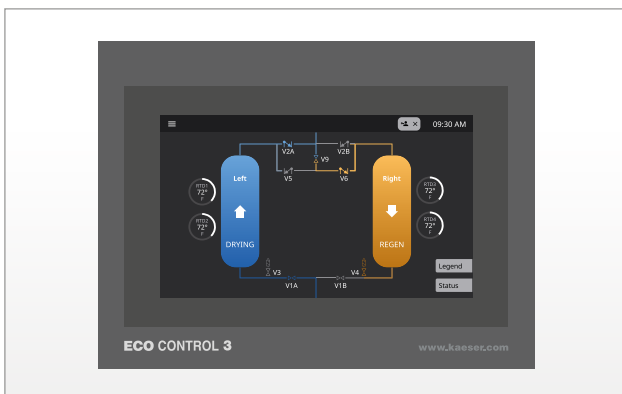 09:30 AM
V2A
V2B
V9
V5
V6
Left
Right
RTD1
72°
F
RTD3
72°
F
RTD2
72°
F
RTD4
72°
F
DRYING
REGEN
V3
V4
Legend
V1A
V1B
Status
ECO CONTROL 3
www.kaeser.com